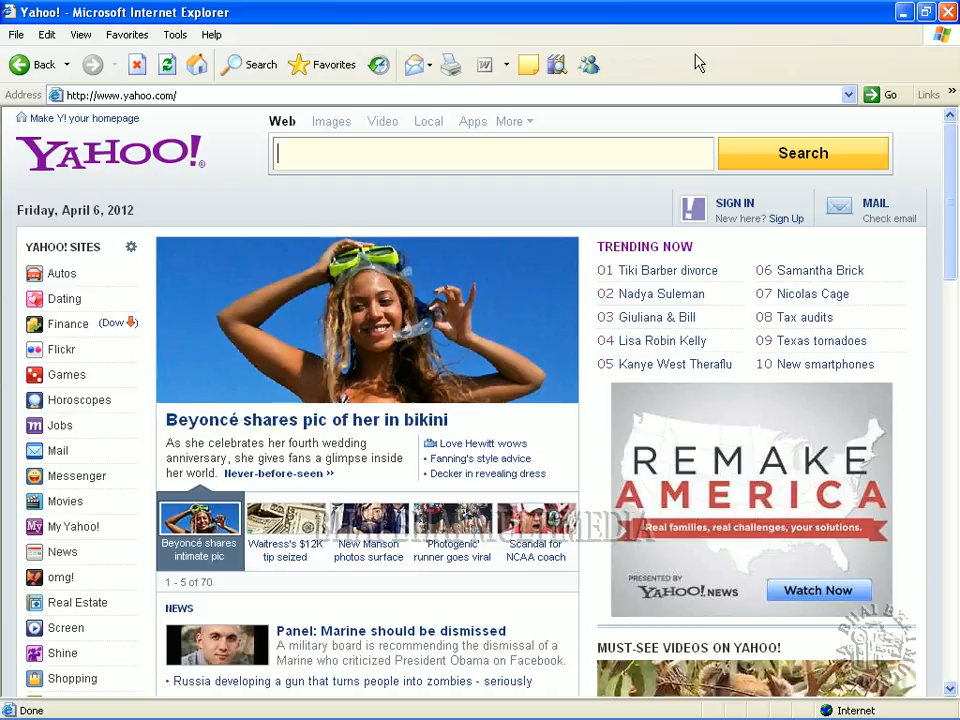 Yahoo! - Microsoft Internet Explorer
File Edit View Favorites Tools Help
Back Search Favorites
Address http://www.yahoo.com/ Go Links
Make Y! your homepage
Web Images Video Local Apps More
YAHOO!
Search
Friday, April 6, 2012
SIGN IN
New here? Sign Up
MAIL
Check email
YAHOO! SITES
Autos
Dating
Finance (Dow)
Flickr
Games
Horoscopes
Jobs
Mail
Messenger
Movies
My Yahoo!
News
omg!
Real Estate
Screen
Shine
Shopping
Beyoncé shares pic of her in bikini
As she celebrates her fourth wedding
anniversary, she gives fans a glimpse inside
her world. Never-before-seen »
Love Hewitt wows
• Fanning's style advice
• Decker in revealing dress
Beyoncé shares
intimate pic
Waitress's $12K
tip seized
New Manson
photos surface
'Photogenic'
runner goes viral
Scandal for
NCAA coach
1 - 5 of 70
NEWS
Panel: Marine should be dismissed
A military board is recommending the dismissal of a
Marine who criticized President Obama on Facebook.
• Russia developing a gun that turns people into zombies - seriously
TRENDING NOW
01 Tiki Barber divorce
02 Nadya Suleman
03 Giuliana & Bill
04 Lisa Robin Kelly
05 Kanye West Theraflu
06 Samantha Brick
07 Nicolas Cage
08 Tax audits
09 Texas tornadoes
10 New smartphones
REMAKE
AMERICA
Real families, real challenges, your solutions.
PRESENTED BY
YAHOO! NEWS
Watch Now
MUST-SEE VIDEOS ON YAHOO!
Done
Internet